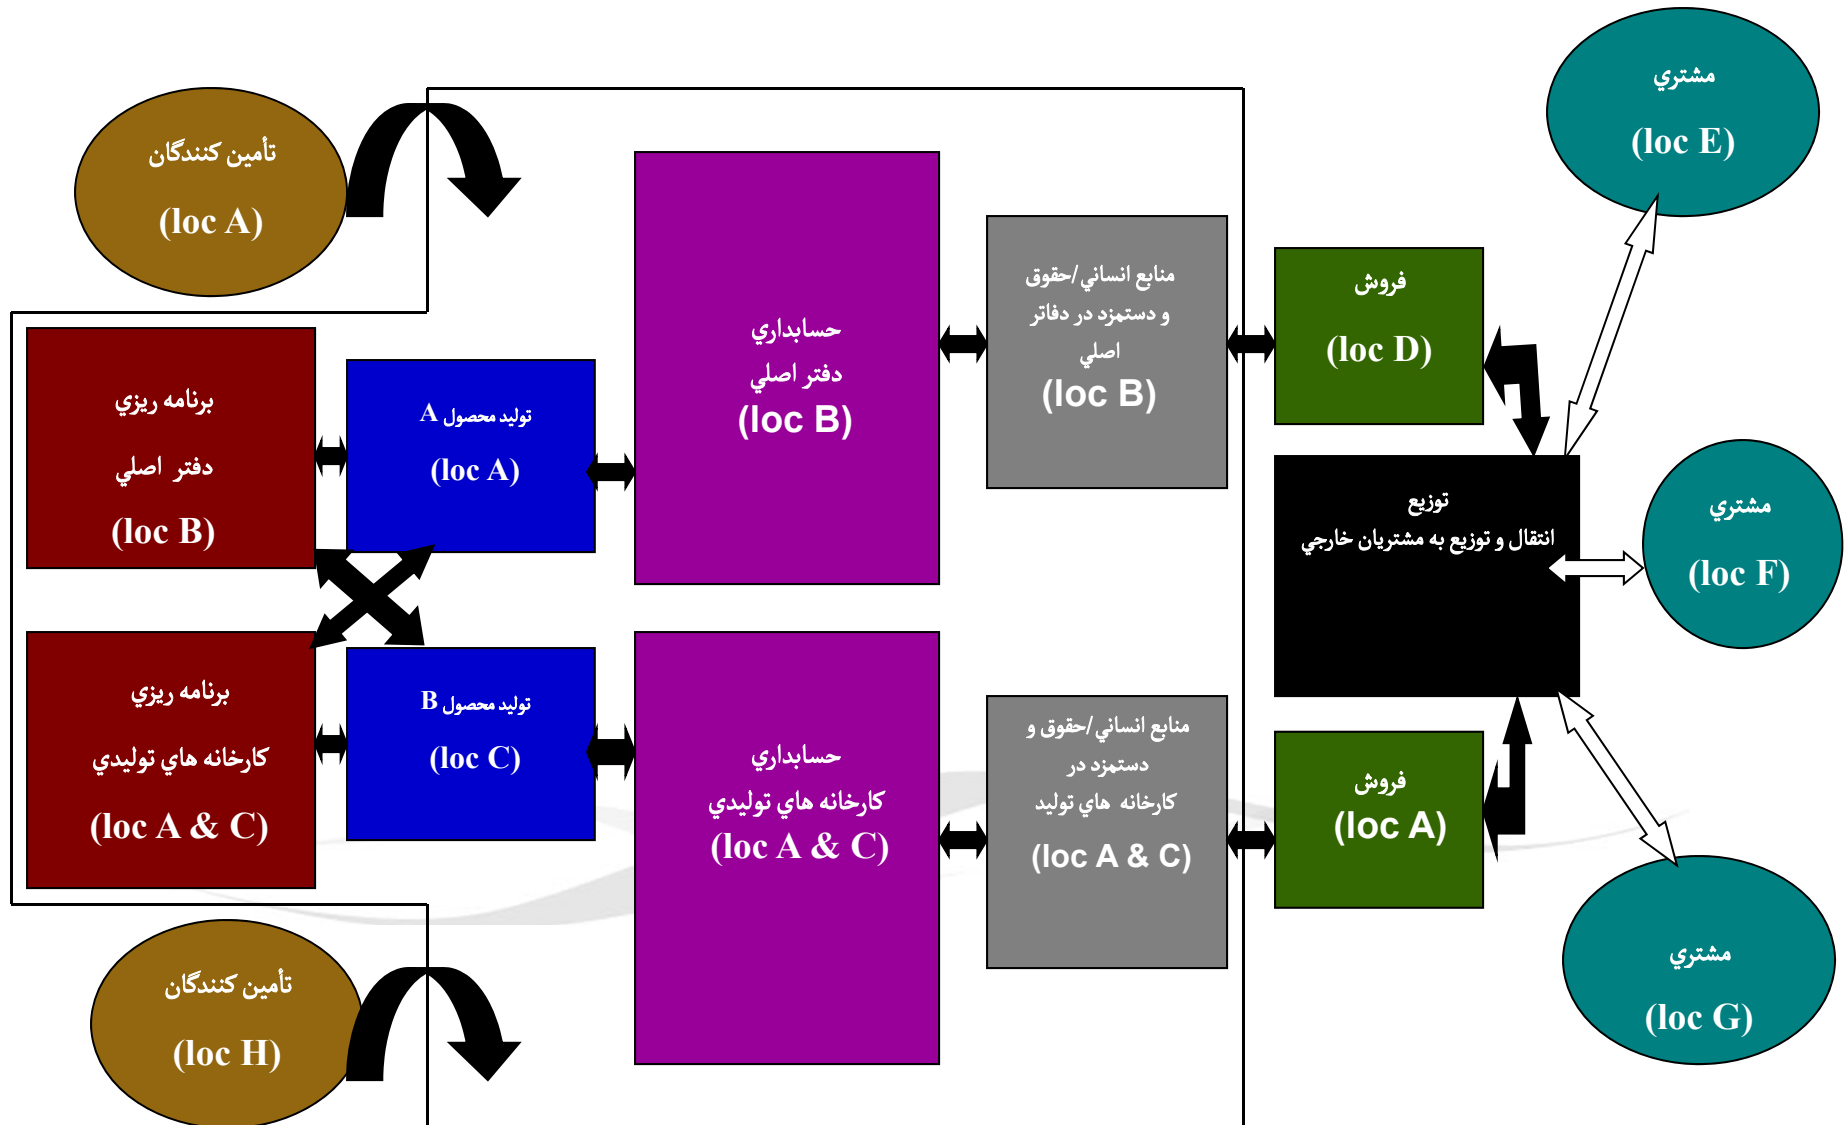 تأمين كنندگان
(loc A)
برنامه ريزي
دفتر اصلي
(loc B)
برنامه ريزي
كارخانه هاي توليدي
(loc A & C)
تأمين كنندگان
(loc H)
توليد محصول A
(loc A)
توليد محصول B
(loc C)
حسابداري
دفتر اصلي
(loc B)
حسابداري
كارخانه هاي توليدي
(loc A & C)
منابع انساني/حقوق
و دستمزد در دفاتر
اصلي
(loc B)
منابع انساني/حقوق و
دستمزد در
كارخانه هاي توليد
(loc A & C)
فروش
(loc D)
توزيع
انتقال و توزيع به مشتريان خارجي
فروش
(loc A)
مشتري
(loc E)
مشتري
(loc F)
مشتري
(loc G)